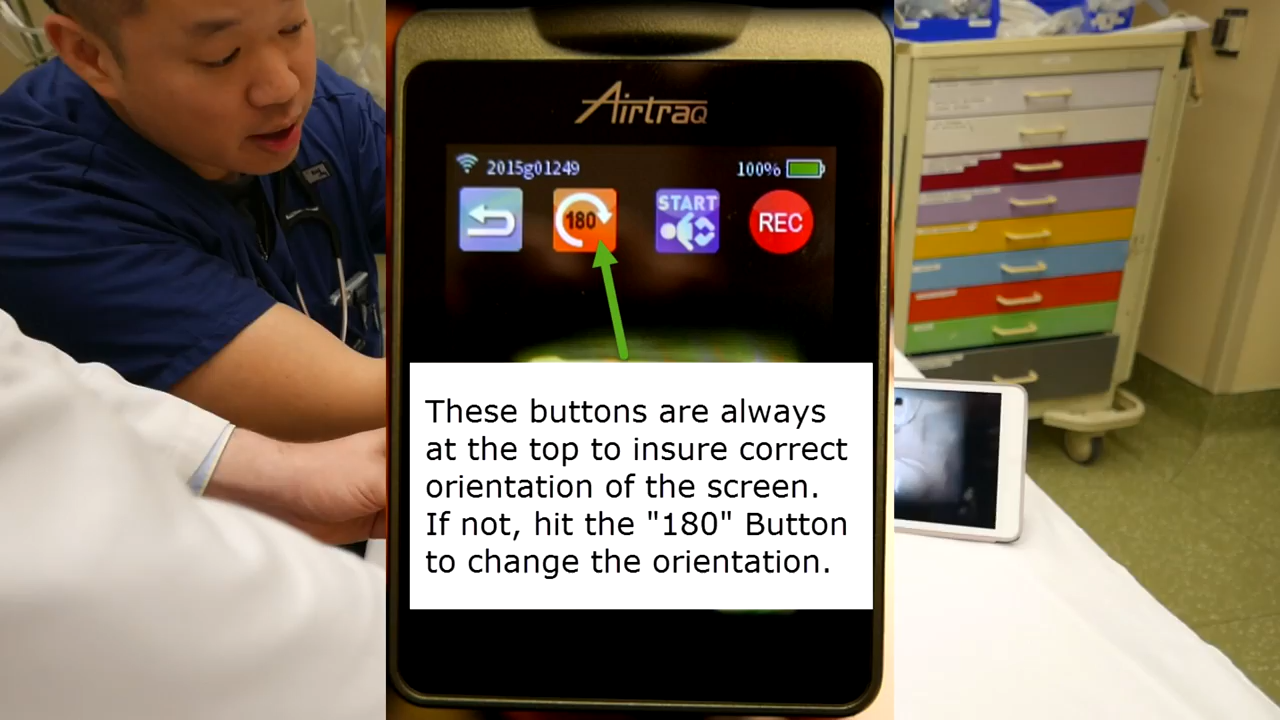 Airtraq
2015g01249 100%
180 START REC
These buttons are always
at the top to insure correct
orientation of the screen.
If not, hit the "180" Button
to change the orientation.